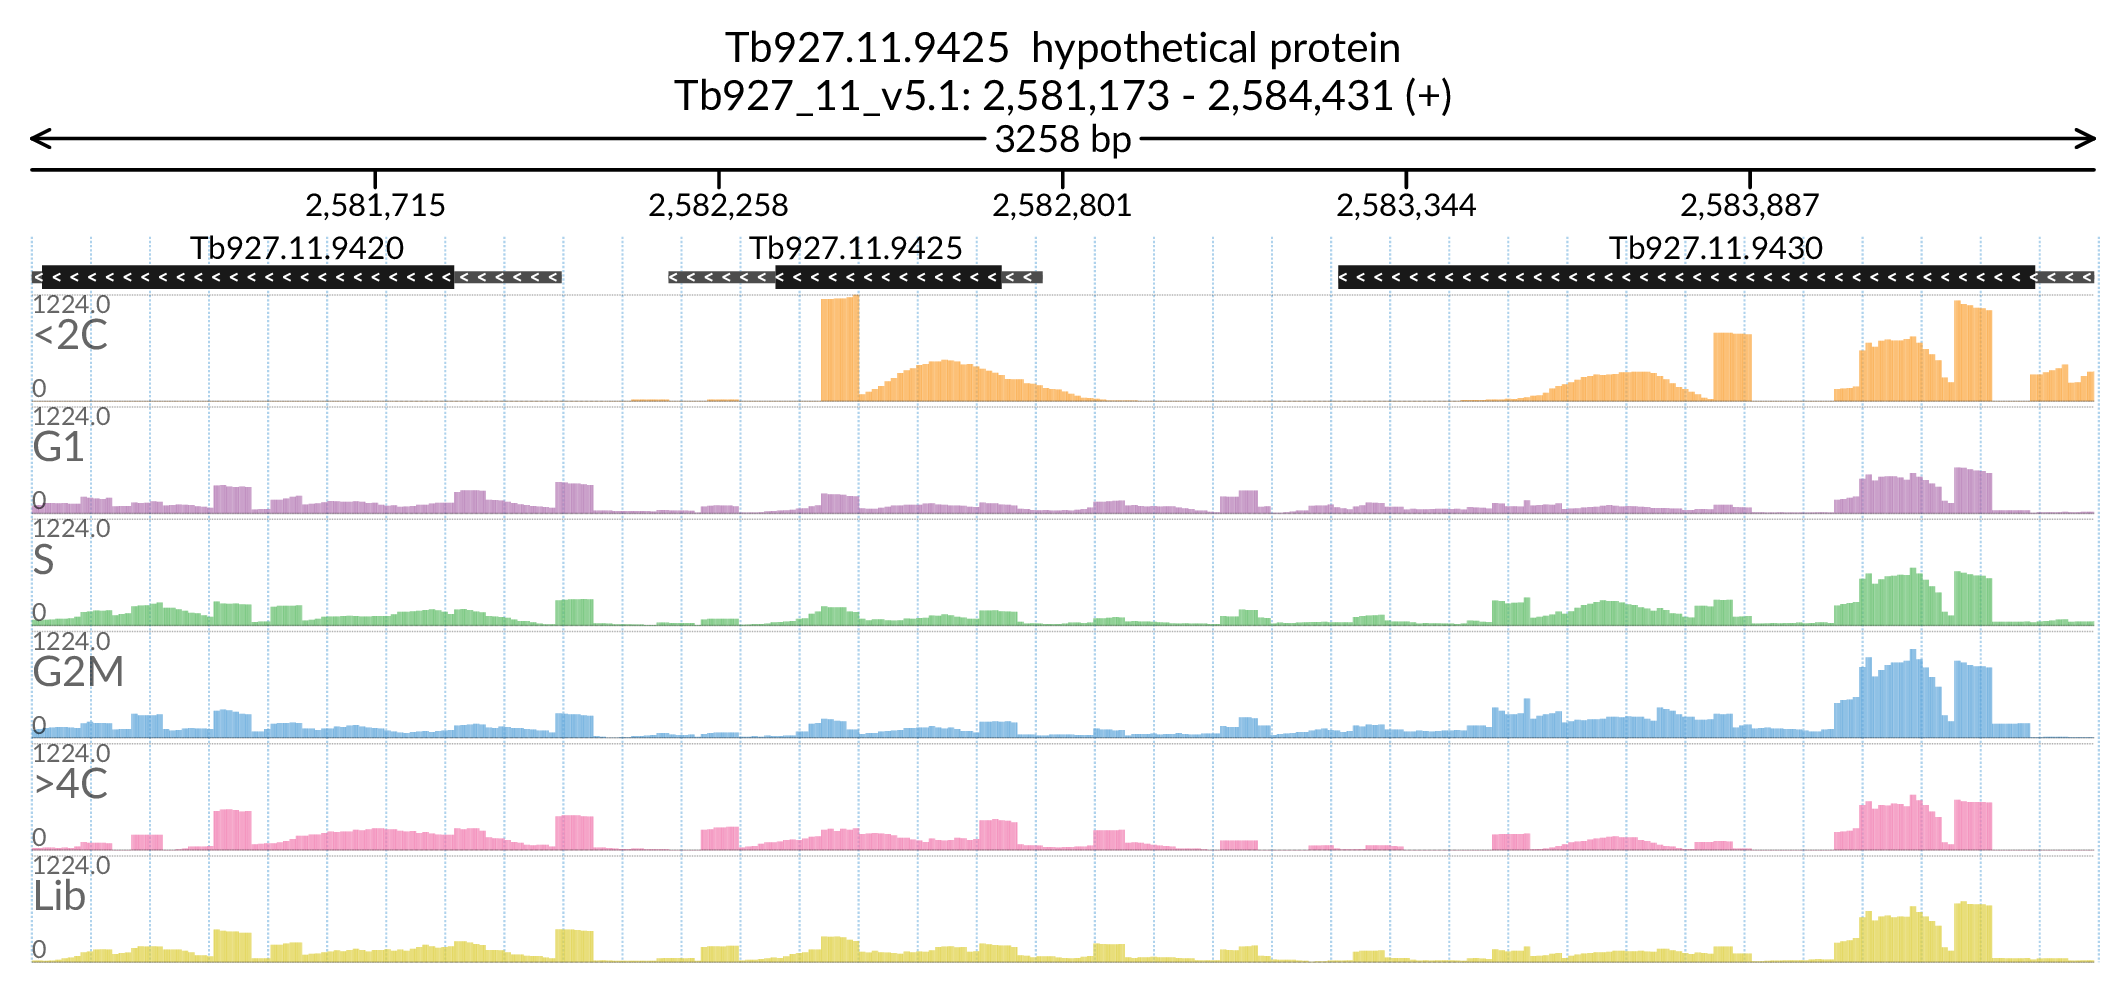 Tb927.11.9425  hypothetical protein
Tb927_11_v5.1: 2,581,173 - 2,584,431 (+)
3258 bp
2,581,715 2,582,258 2,582,801 2,583,344 2,583,887
Tb927.11.9420 Tb927.11.9425 Tb927.11.9430
1224.0
<2C
0
1224.0
G1
0
1224.0
S
0
1224.0
G2M
0
1224.0
>4C
0
1224.0
Lib
0